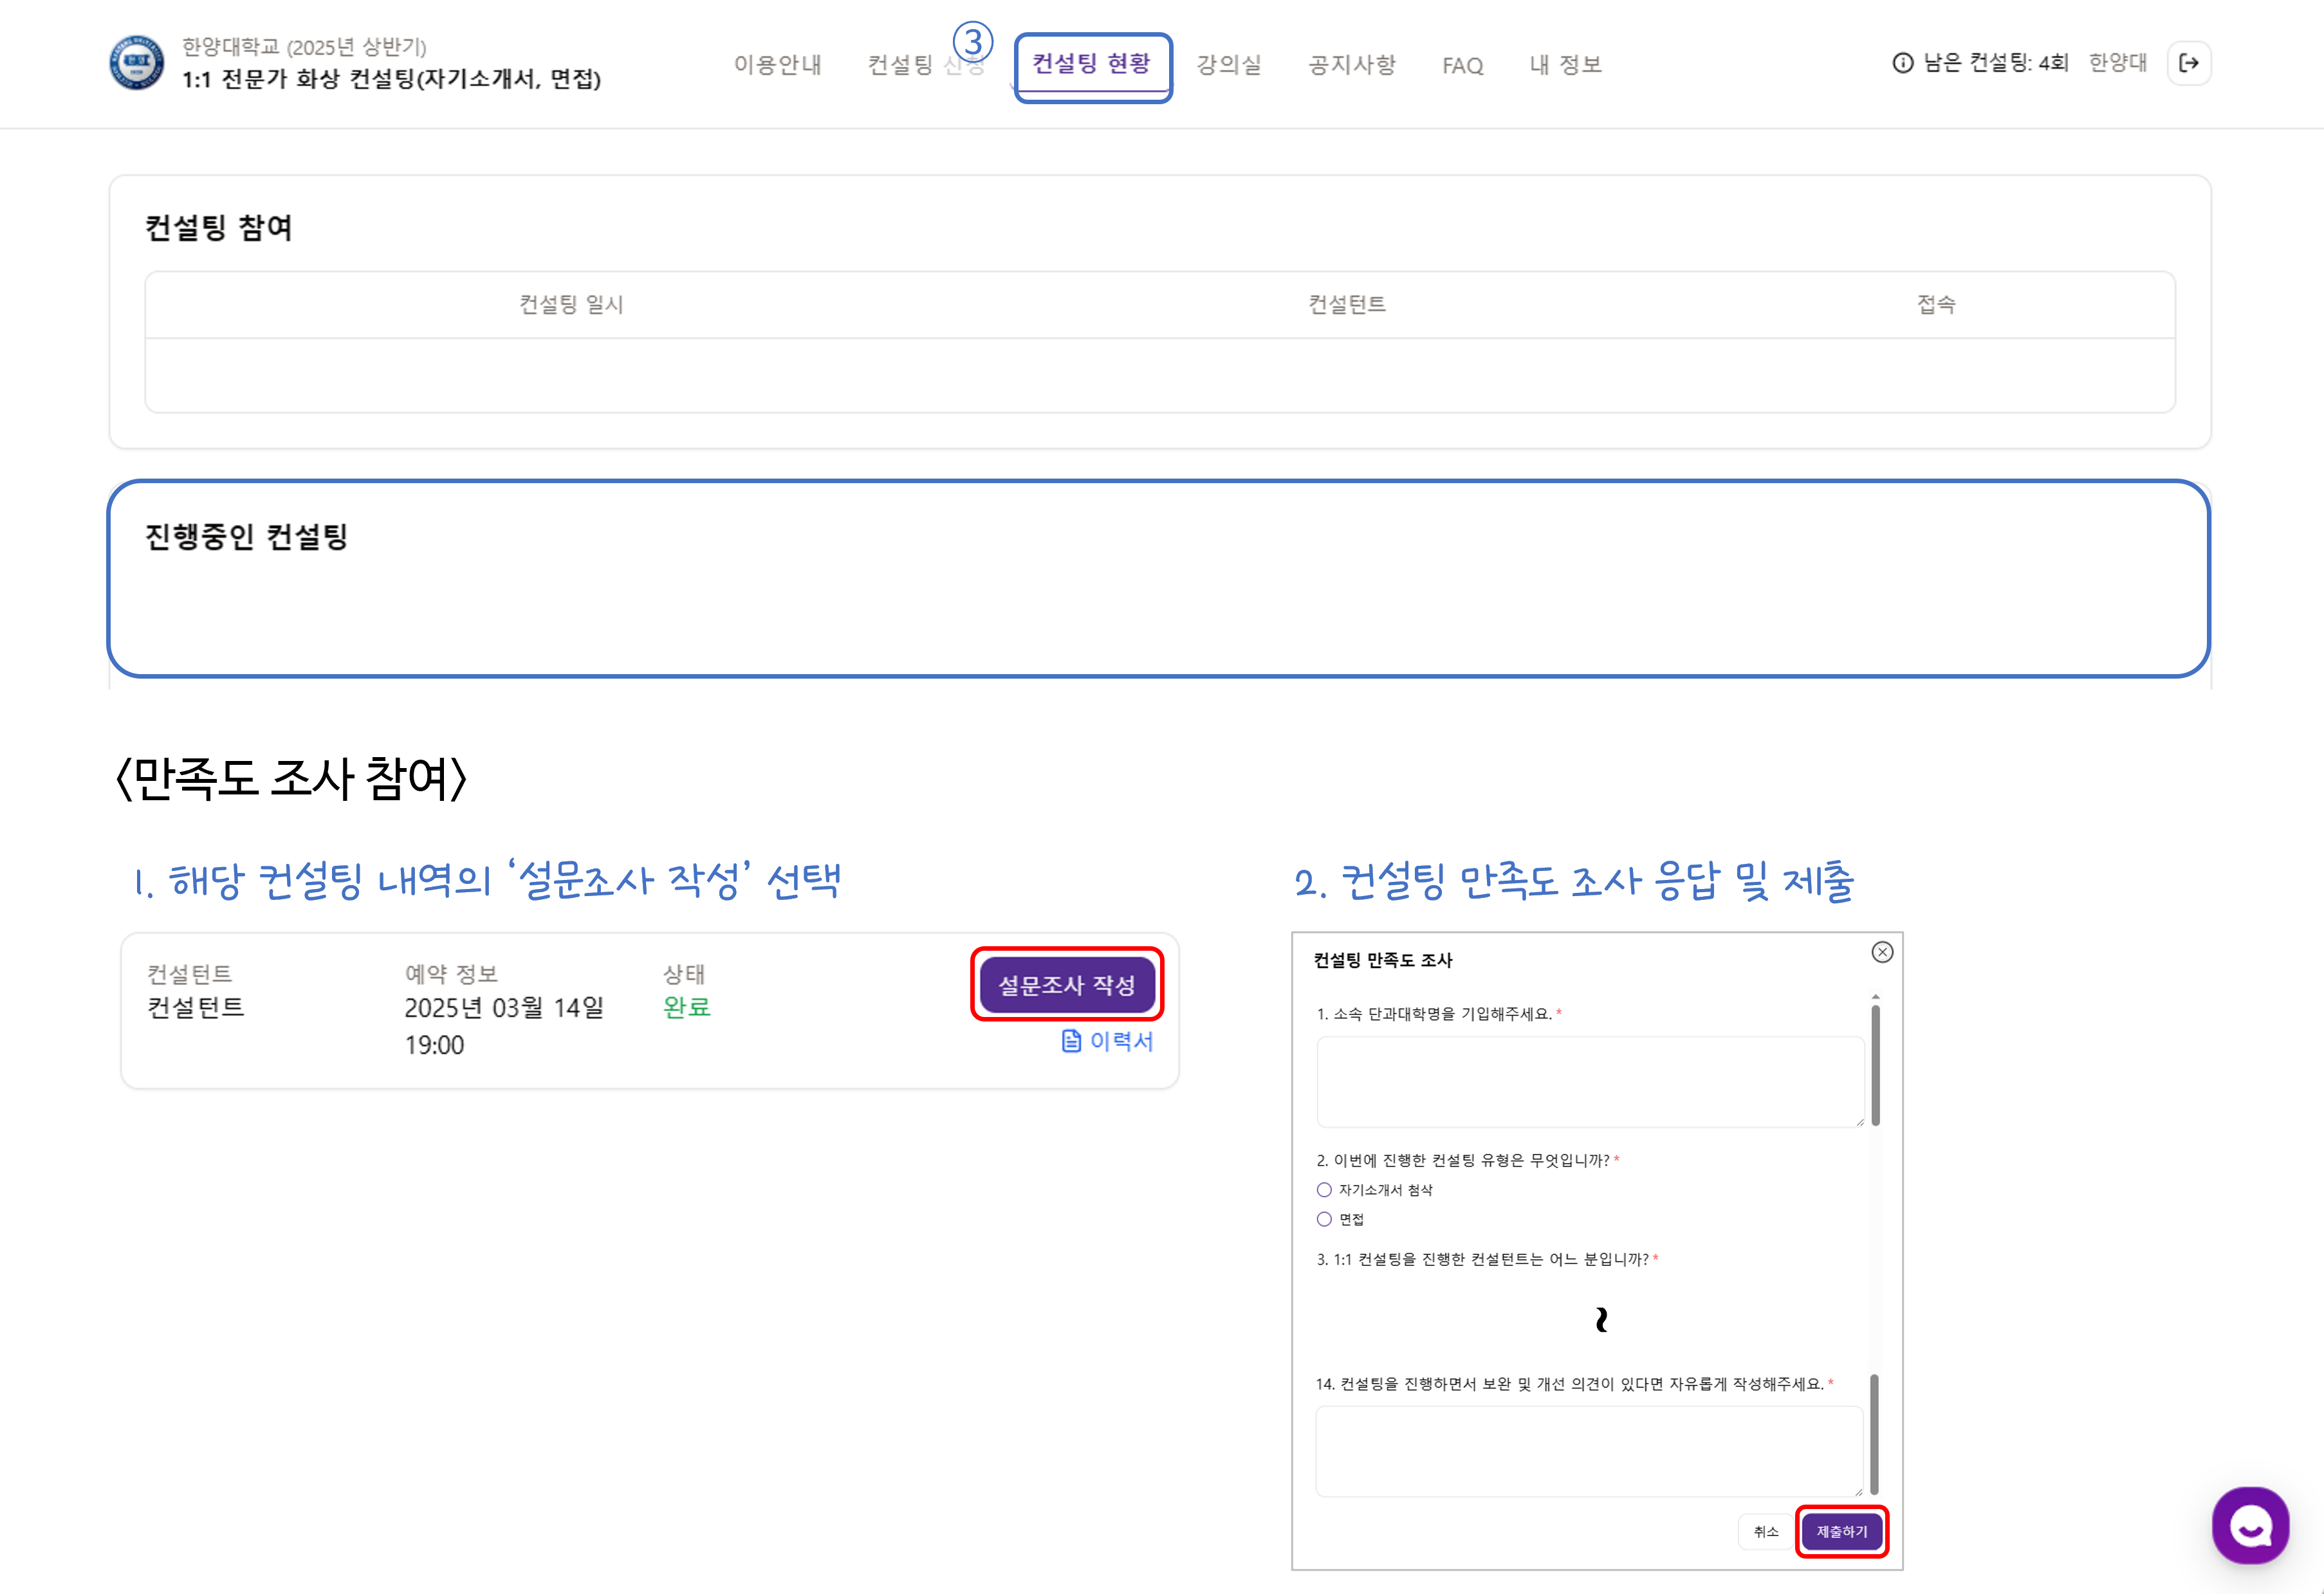 한양대학교 (2025년 상반기)
1:1 전문가 화상 컨설팅(자기소개서, 면접)
이용안내 컨설팅 신청 ③ 컨설팅 현황 강의실 공지사항 FAQ 내 정보
남은 컨설팅: 4회 한양대
컨설팅 참여
컨설팅 일시 컨설턴트 접속
진행중인 컨설팅
<만족도 조사 참여>
1. 해당 컨설팅 내역의 ‘설문조사 작성’ 선택
컨설턴트 예약 정보 상태
컨설턴트 2025년 03월 14일 완료
19:00
설문조사 작성
이력서
2. 컨설팅 만족도 조사 응답 및 제출
컨설팅 만족도 조사
1. 소속 단과대학명을 기입해주세요. *
2. 이번에 진행한 컨설팅 유형은 무엇입니까? *
자기소개서 첨삭
면접
3. 1:1 컨설팅을 진행한 컨설턴트는 어느 분입니까? *
~
14. 컨설팅을 진행하면서 보완 및 개선 의견이 있다면 자유롭게 작성해주세요. *
취소 제출하기